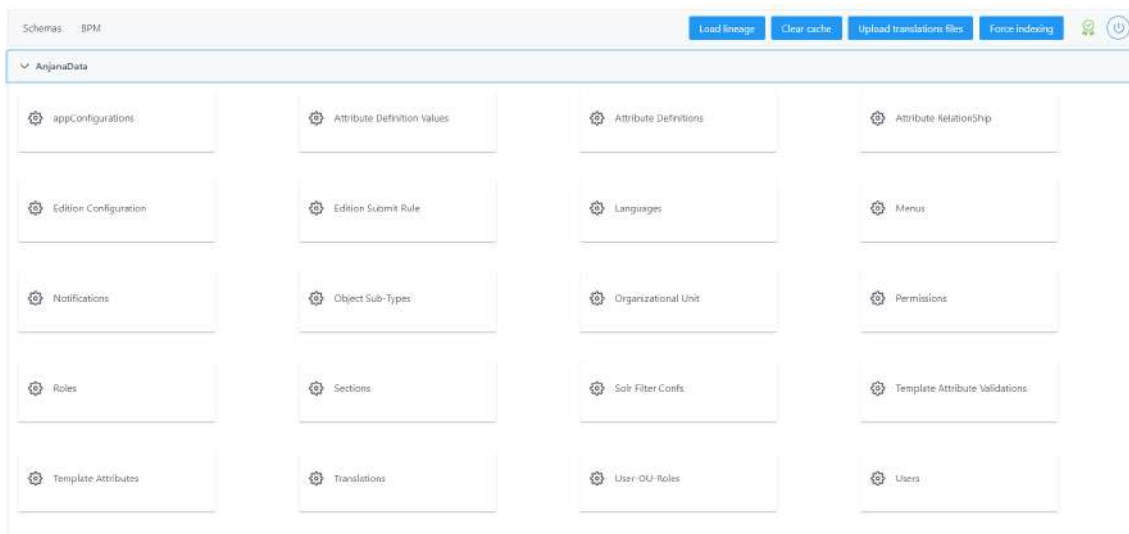 Schemas BPM Load lineage Clear cache Upload translations files Force indexing
AnjanaData
appConfigurations Attribute Definition Values Attribute Definitions Attribute RelationShip
Edition Configuration Edition Submit Rule Languages Menus
Notifications Object Sub-Types Organizational Unit Permissions
Roles Sections Solr Filter Confs Template Attribute Validations
Template Attributes Translations User-OU-Roles Users